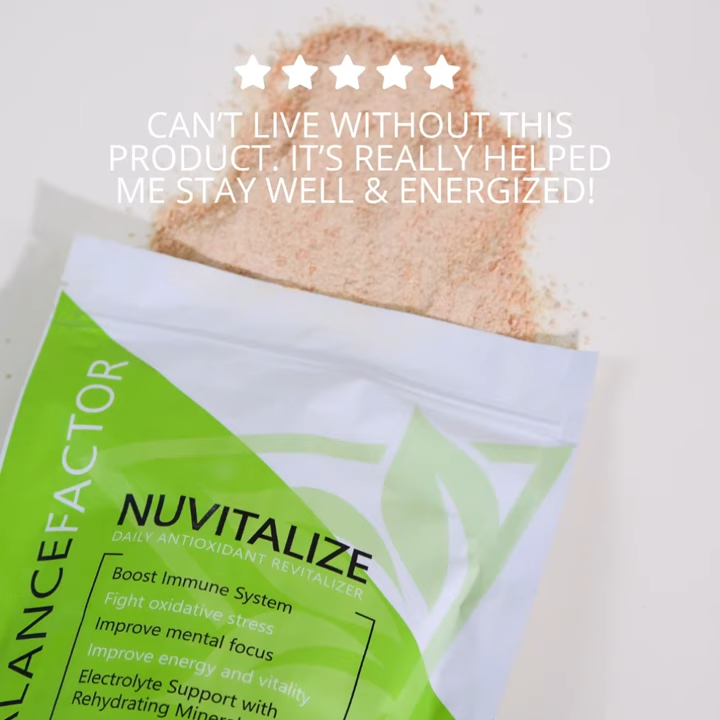 CAN'T LIVE WITHOUT THIS
PRODUCT. IT'S REALLY HELPED
ME STAY WELL & ENERGIZED!
FACTOR
NUVITALIZE
DAILY ANTIOXIDANT REVITALIZER
Boost Immune System
Fight oxidative stress
Improve mental focus
Improve energy and vitality
Electrolyte Support with
Rehydrating